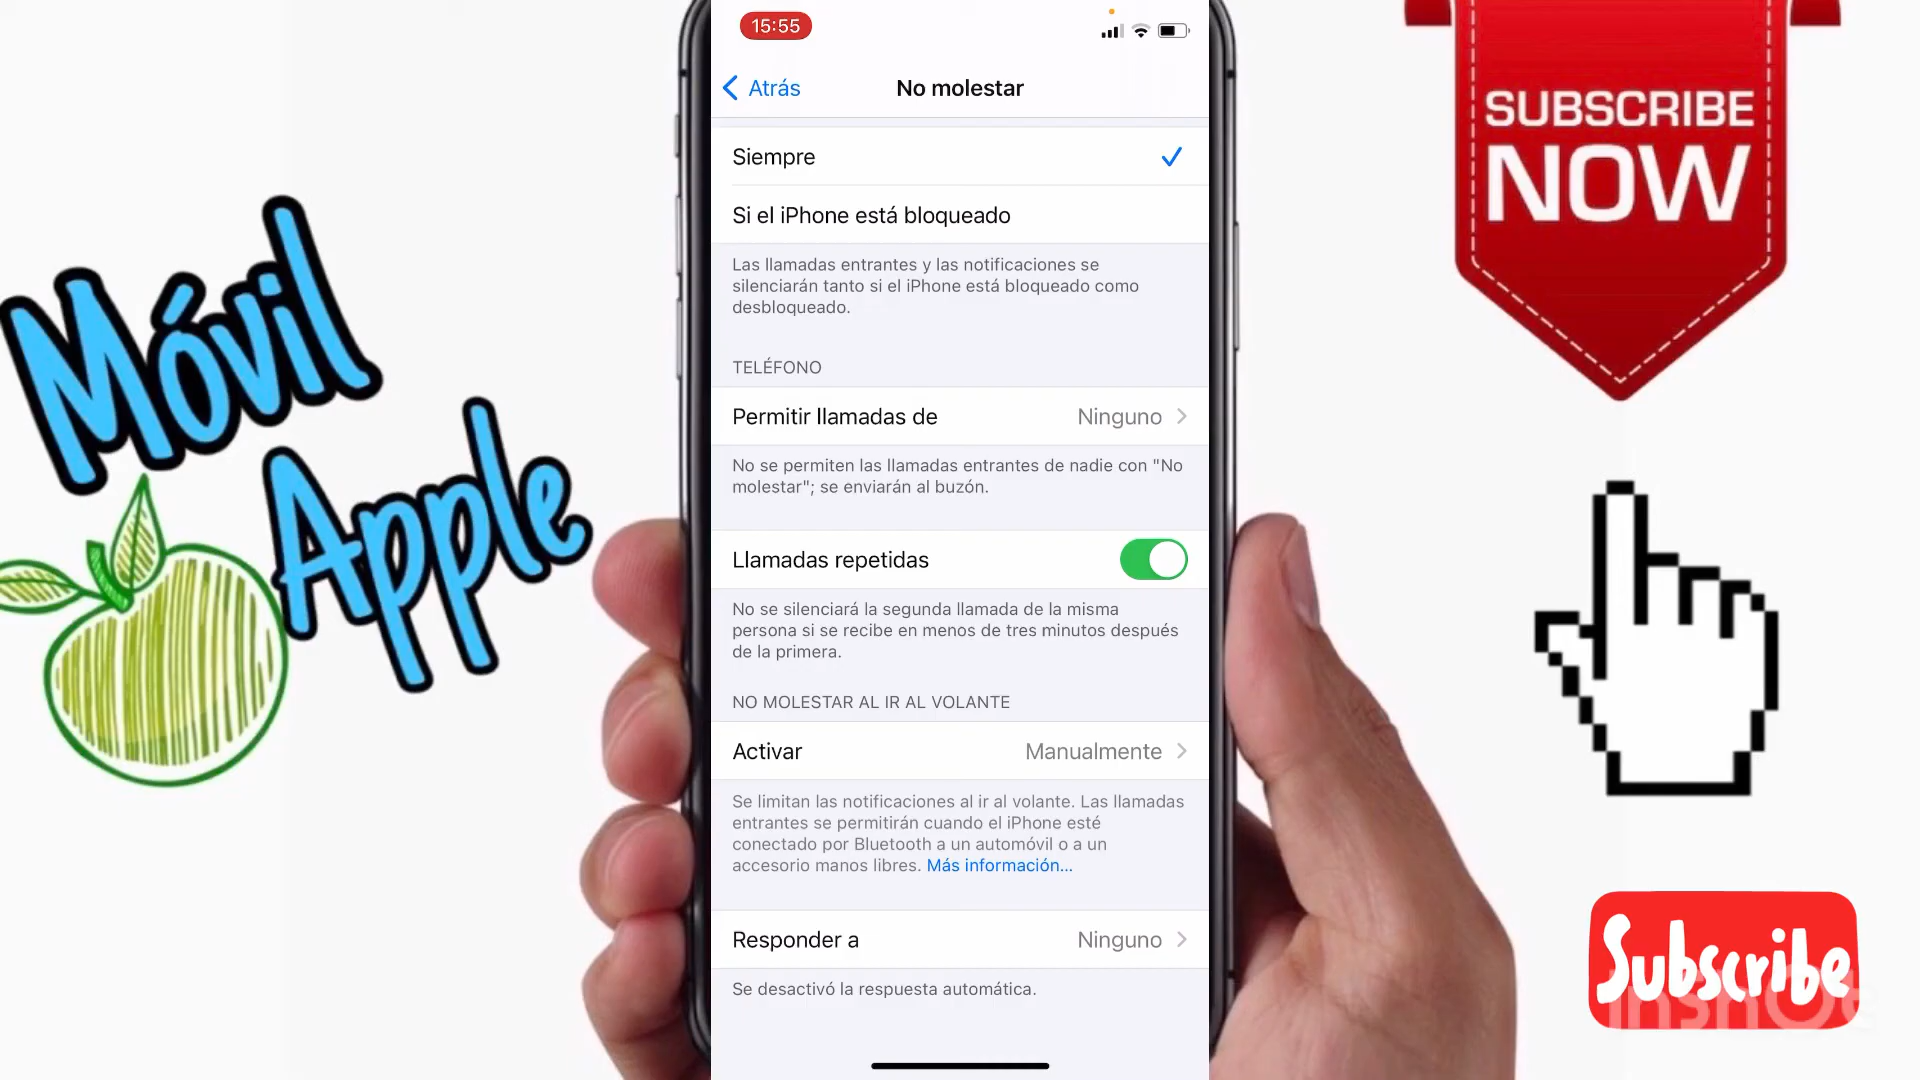 15:55
Atrás
No molestar
Siempre
Si el iPhone está bloqueado
Las llamadas entrantes y las notificaciones se
silenciarán tanto si el iPhone está bloqueado como
desbloqueado.
TELÉFONO
Permitir llamadas de
Ninguno
No se permiten las llamadas entrantes de nadie con "No
molestar"; se enviarán al buzón.
Llamadas repetidas
No se silenciará la segunda llamada de la misma
persona si se recibe en menos de tres minutos después
de la primera.
NO MOLESTAR AL IR AL VOLANTE
Activar
Manualmente
Se limitan las notificaciones al ir al volante. Las llamadas
entrantes se permitirán cuando el iPhone esté
conectado por Bluetooth a un automóvil o a un
accesorio manos libres. Más información...
Responder a
Ninguno
Se desactivó la respuesta automática.
Móvil
Apple
SUBSCRIBE
NOW
Subscribe